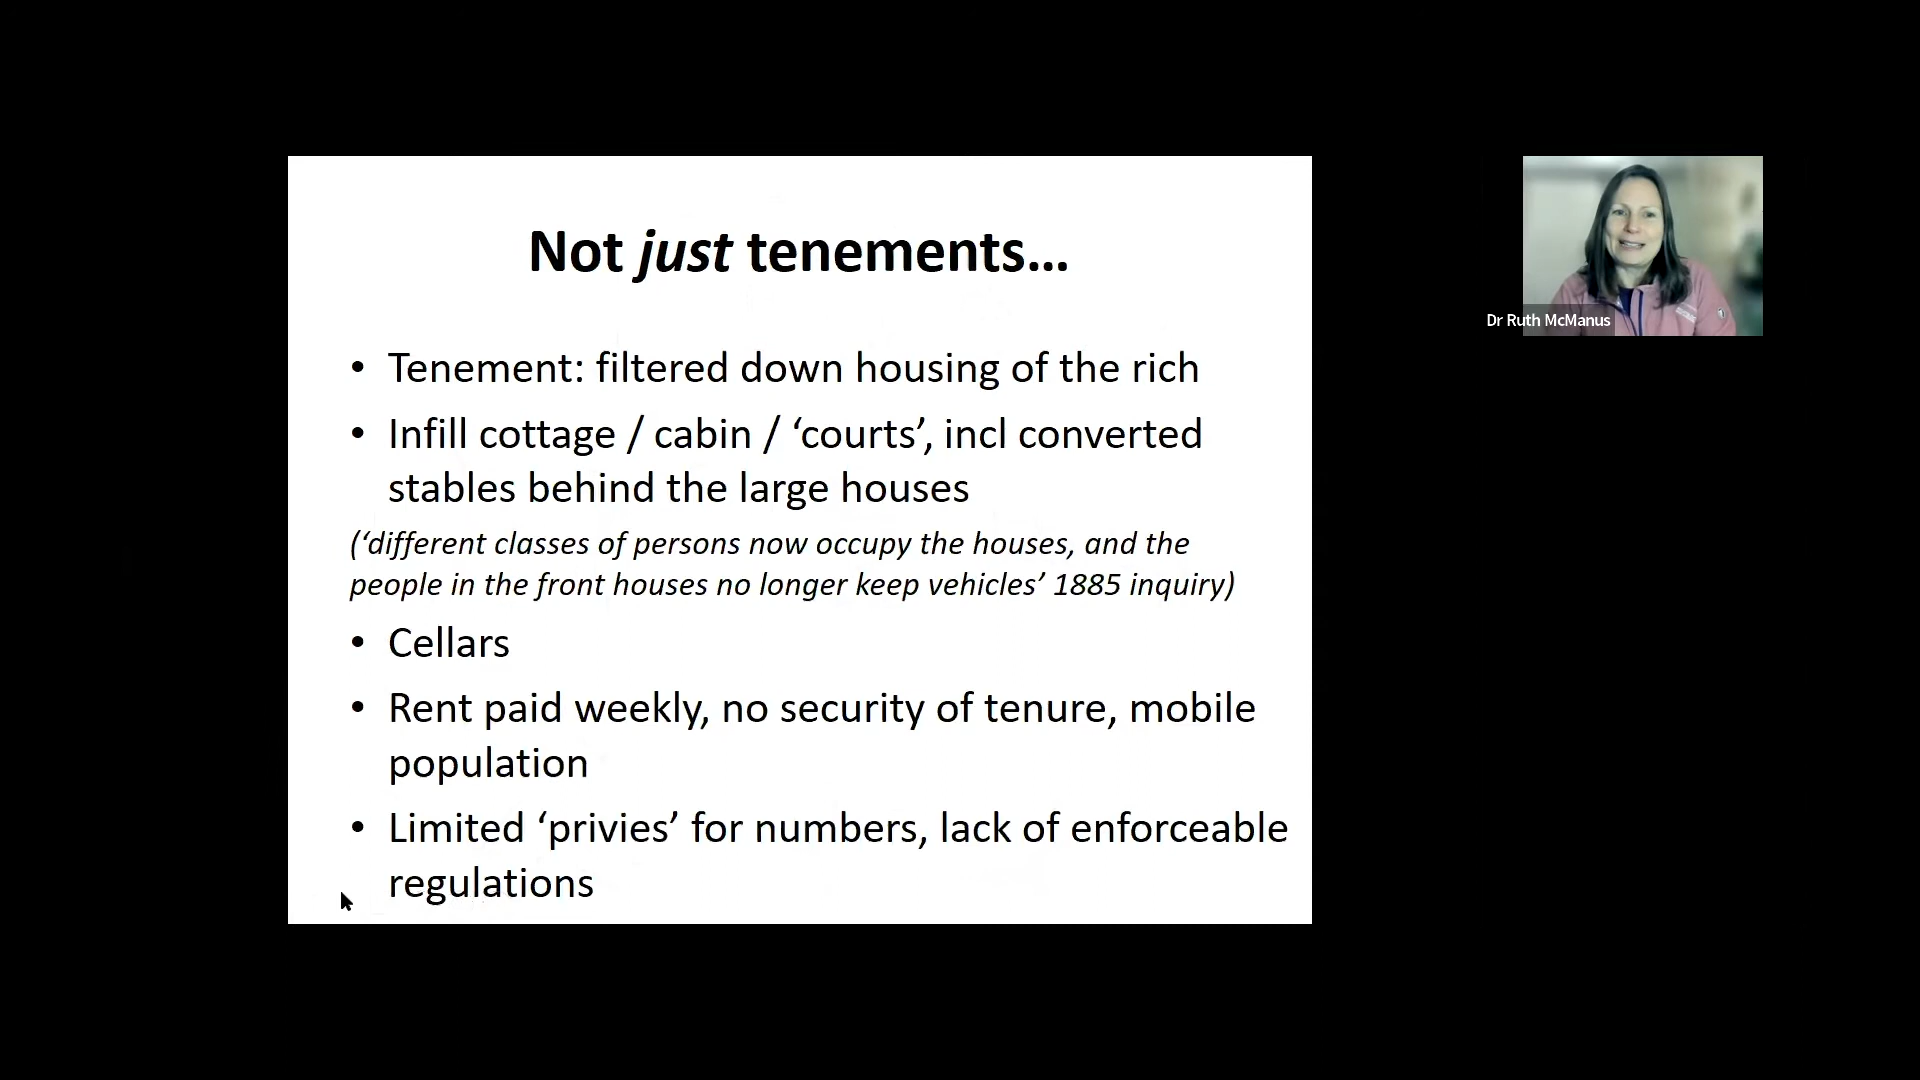 Not just tenements...
• Tenement: filtered down housing of the rich
• Infill cottage / cabin / ‘courts’, incl converted
stables behind the large houses
(‘different classes of persons now occupy the houses, and the
people in the front houses no longer keep vehicles’ 1885 inquiry)
• Cellars
• Rent paid weekly, no security of tenure, mobile
population
• Limited ‘privies’ for numbers, lack of enforceable
regulations
Dr Ruth McManus